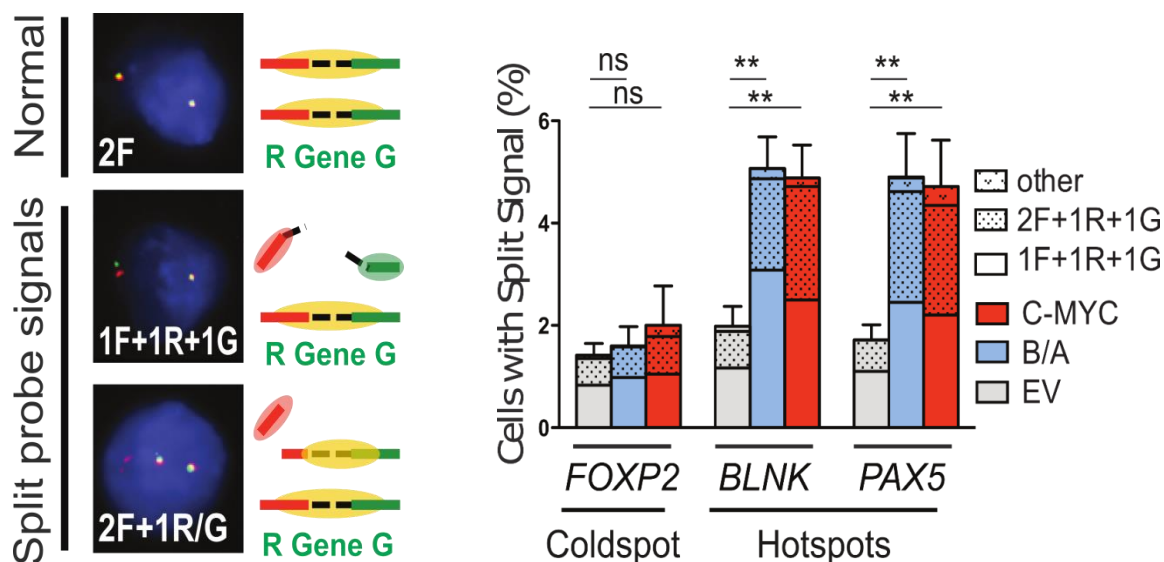 Normal
2F
R Gene G
Split probe signals
1F+1R+1G
R Gene G
2F+1R/G
R Gene G
Cells with Split Signal (%)
6
4
2
0
ns
ns
**
**
**
**
FOXP2
BLNK
PAX5
Coldspot
Hotspots
other
2F+1R+1G
1F+1R+1G
C-MYC
B/A
EV